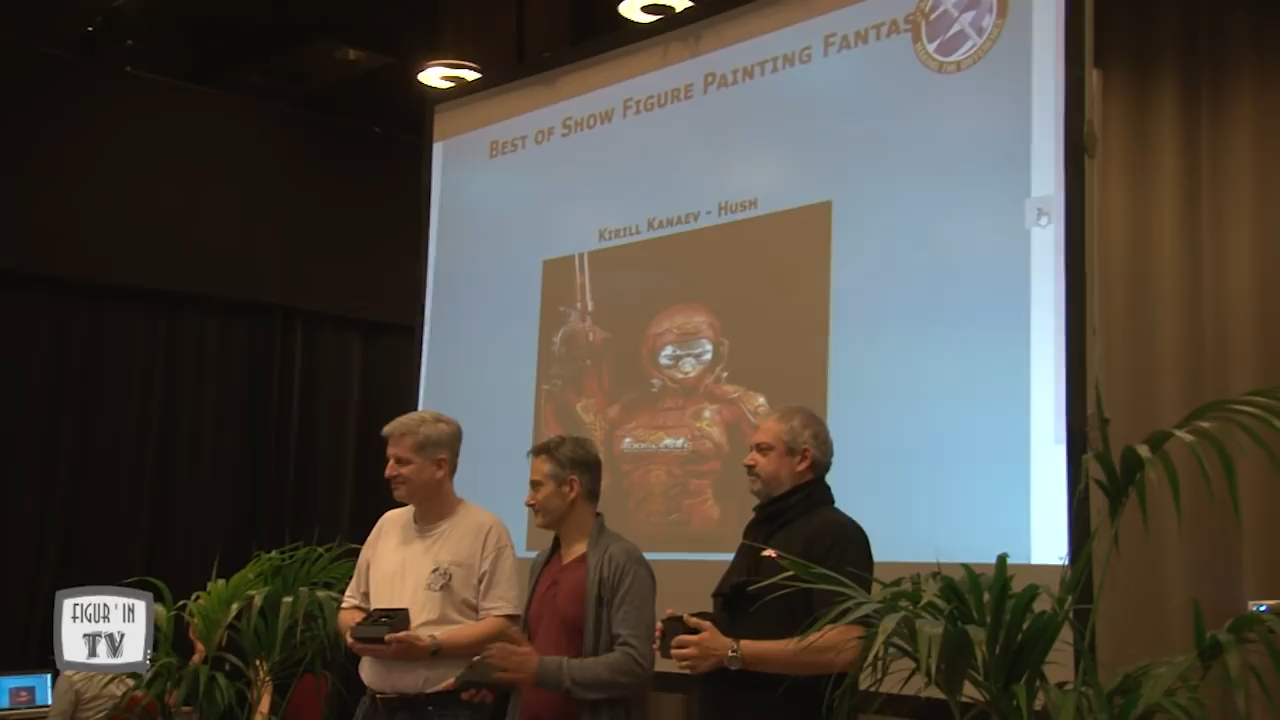 BEST OF SHOW FIGURE PAINTING FANTAS
KIRILL KANAEV - HUSH
FIGUR'IN
TV